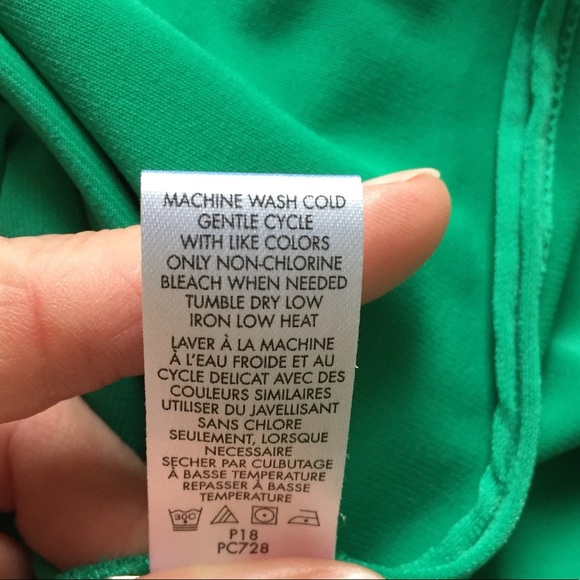 MACHINE WASH COLD
GENTLE CYCLE
WITH LIKE COLORS
ONLY NON-CHLORINE
BLEACH WHEN NEEDED
TUMBLE DRY LOW
IRON LOW HEAT
LAVER À LA MACHINE
À L'EAU FROIDE ET AU
CYCLE DELICAT AVEC DES
COULEURS SIMILAIRES
UTILISER DU JAVELLISANT
SANS CHLORE
SEULEMENT, LORSQUE
NECESSAIRE
SECHER PAR CULBUTAGE
À BASSE TEMPERATURE
REPASSER À BASSE
TEMPERATURE
30C
P18
PC728